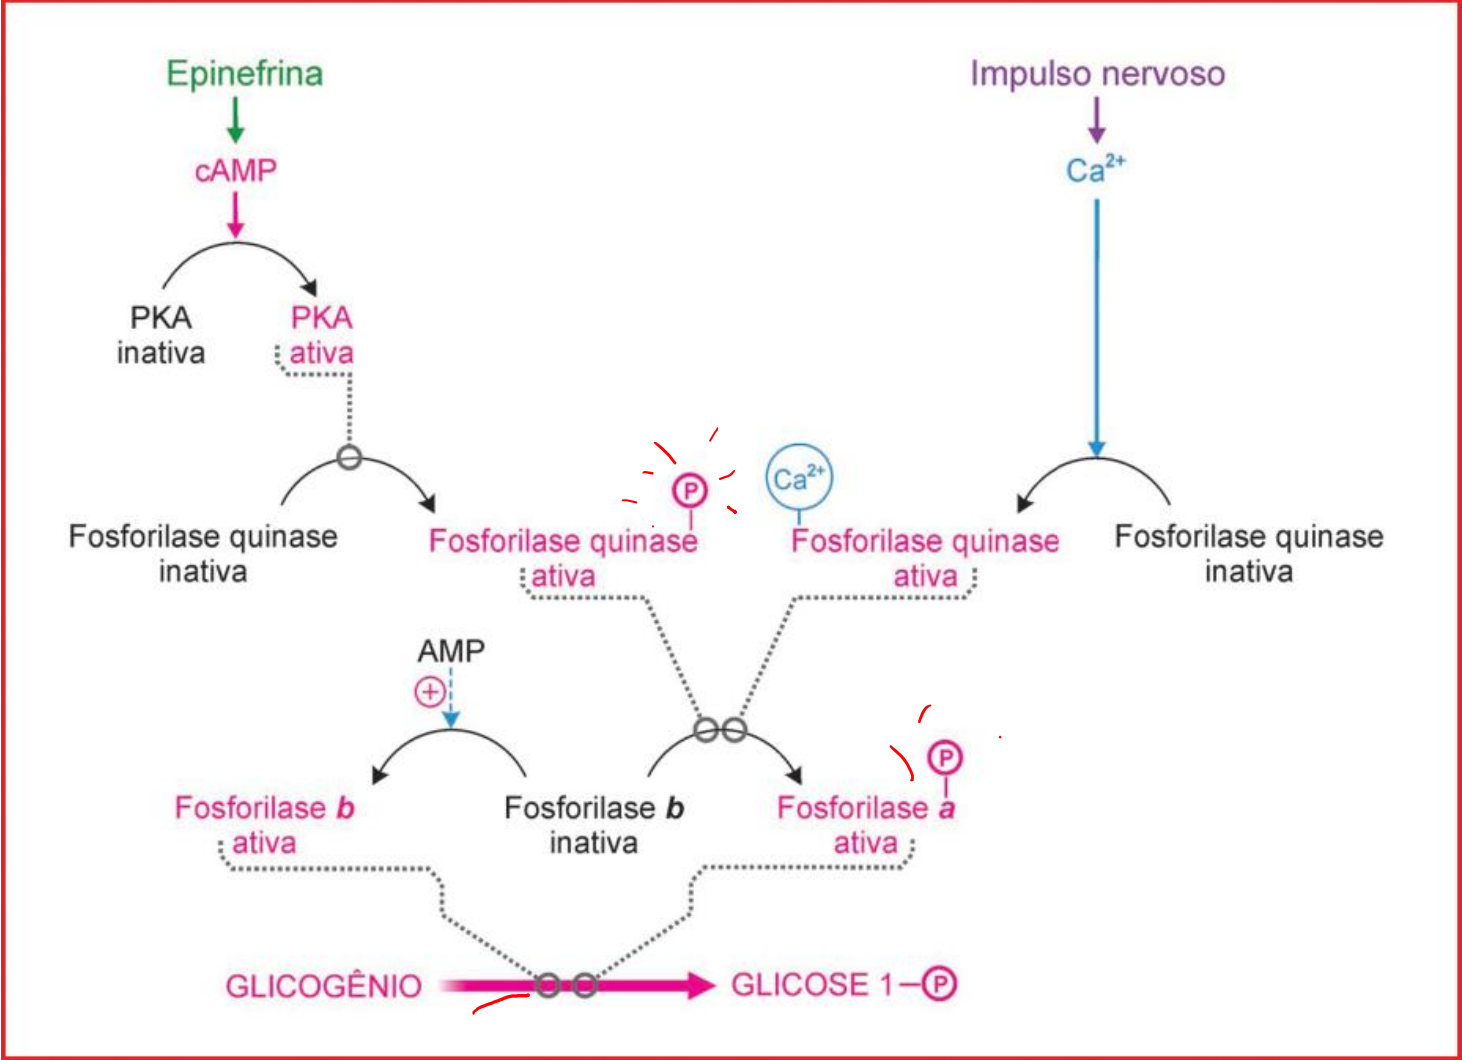 Epinefrina
Impulso nervoso
cAMP
Ca²⁺
PKA
inativa
PKA
ativa
P
Ca²⁺
Fosforilase quinase
inativa
Fosforilase quinase
ativa
Fosforilase quinase
ativa
Fosforilase quinase
inativa
AMP
+
P
Fosforilase b
ativa
Fosforilase b
inativa
Fosforilase a
ativa
GLICOGÊNIO
GLICOSE 1–P